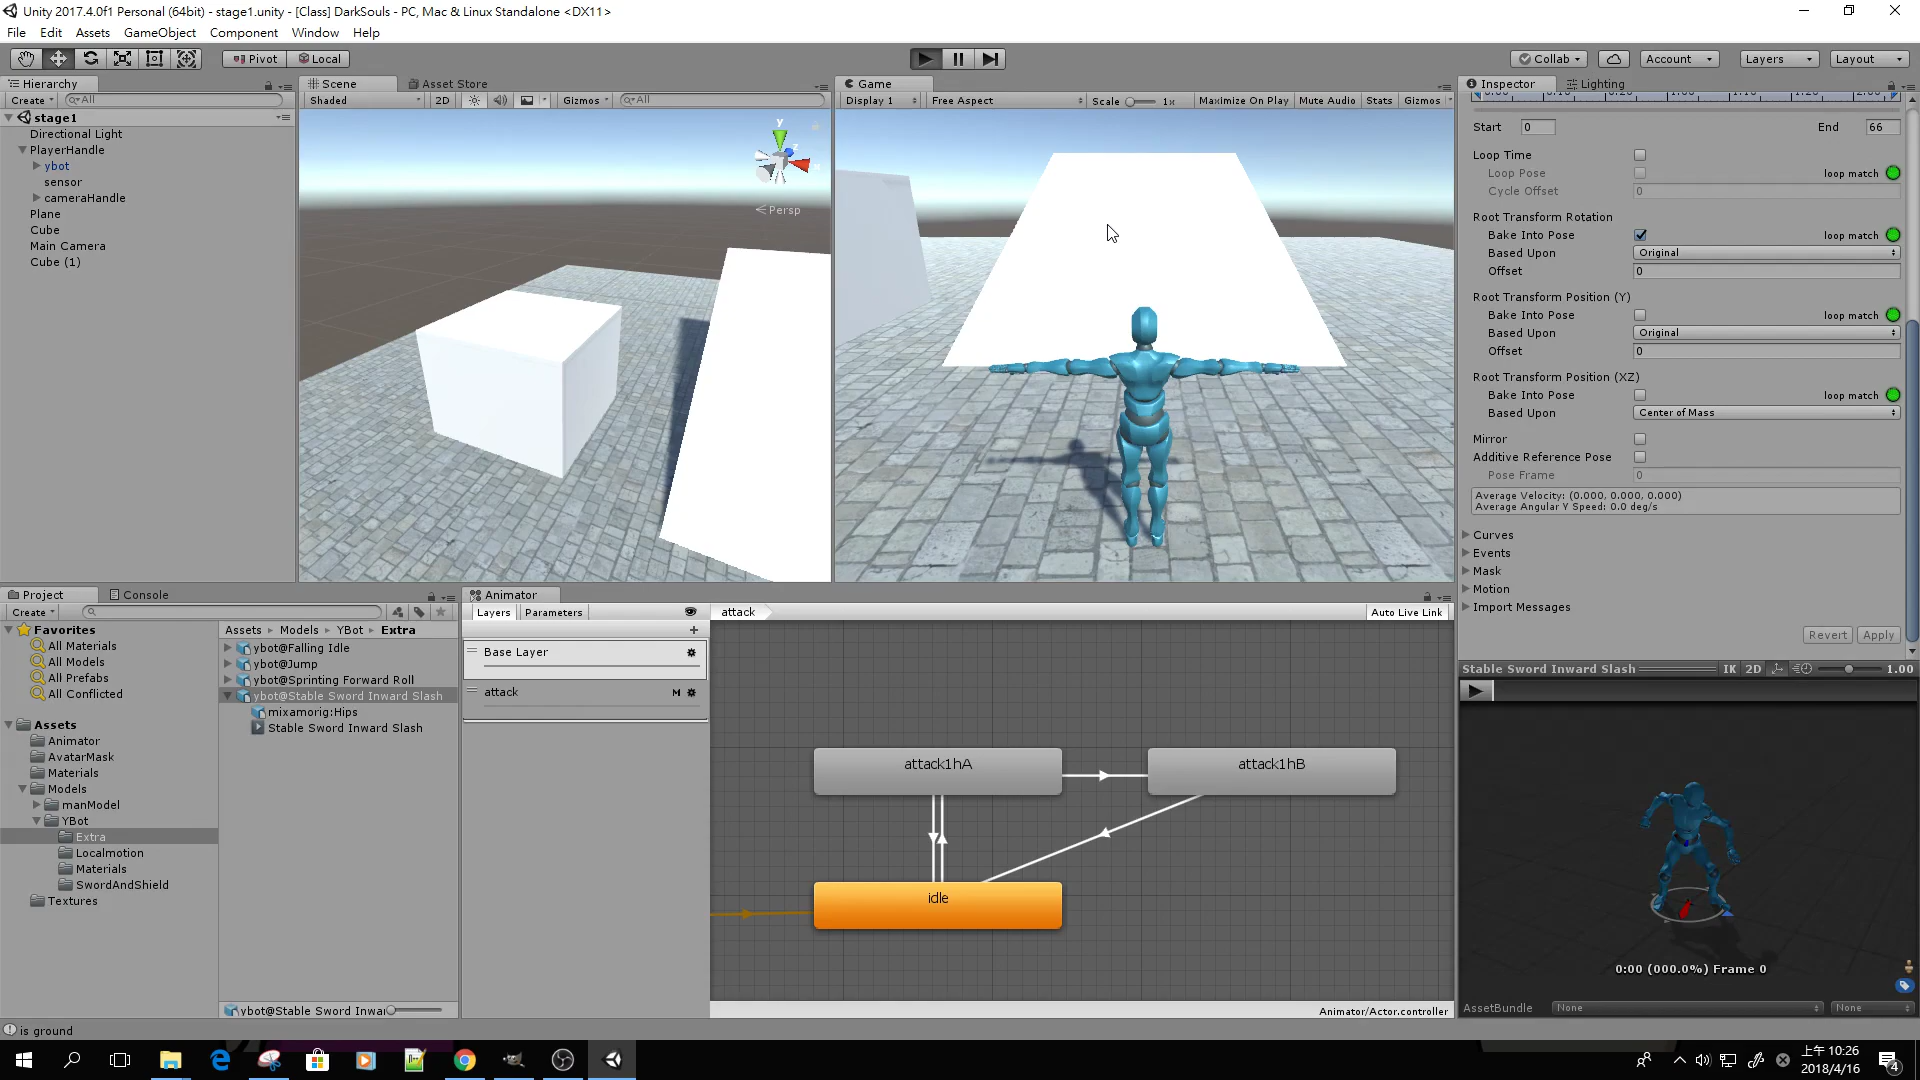 Unity 2017.4.0f1 Personal (64bit) - stage1.unity - [Class] DarkSouls - PC, Mac & Linux Standalone <DX11>
File Edit Assets GameObject Component Window Help
Pivot Local
Collab Account Layers Layout
Hierarchy
Create All
stage1
Directional Light
PlayerHandle
ybot
sensor
cameraHandle
Plane
Cube
Main Camera
Cube (1)
Scene Asset Store
Shaded 2D Gizmos All
y
x
Persp
Game
Display 1 Free Aspect Scale 1x Maximize On Play Mute Audio Stats Gizmos
Inspector Lighting
Start 0 End 66
Loop Time
Loop Pose loop match
Cycle Offset 0
Root Transform Rotation
Bake Into Pose loop match
Based Upon Original
Offset 0
Root Transform Position (Y)
Bake Into Pose loop match
Based Upon Original
Offset 0
Root Transform Position (XZ)
Bake Into Pose loop match
Based Upon Center of Mass
Mirror
Additive Reference Pose
Pose Frame 0
Average Velocity: (0.000, 0.000, 0.000)
Average Angular Y Speed: 0.0 deg/s
Curves
Events
Mask
Motion
Import Messages
Revert Apply
Stable Sword Inward Slash IK 2D 1.00
0:00 (000.0%) Frame 0
AssetBundle None None
Project Console
Create
Favorites
All Materials
All Models
All Prefabs
All Conflicted
Assets
Animator
AvatarMask
Materials
Models
manModel
YBot
Extra
Localmotion
Materials
SwordAndShield
Textures
Assets Models YBot Extra
ybot@Falling Idle
ybot@Jump
ybot@Sprinting Forward Roll
ybot@Stable Sword Inward Slash
mixamorig:Hips
Stable Sword Inward Slash
ybot@Stable Sword Inwar
Animator
Layers Parameters
Base Layer
attack M
attack Auto Live Link
attack1hA
attack1hB
idle
Animator/Actor.controller
is ground
上午 10:26
2018/4/16
4